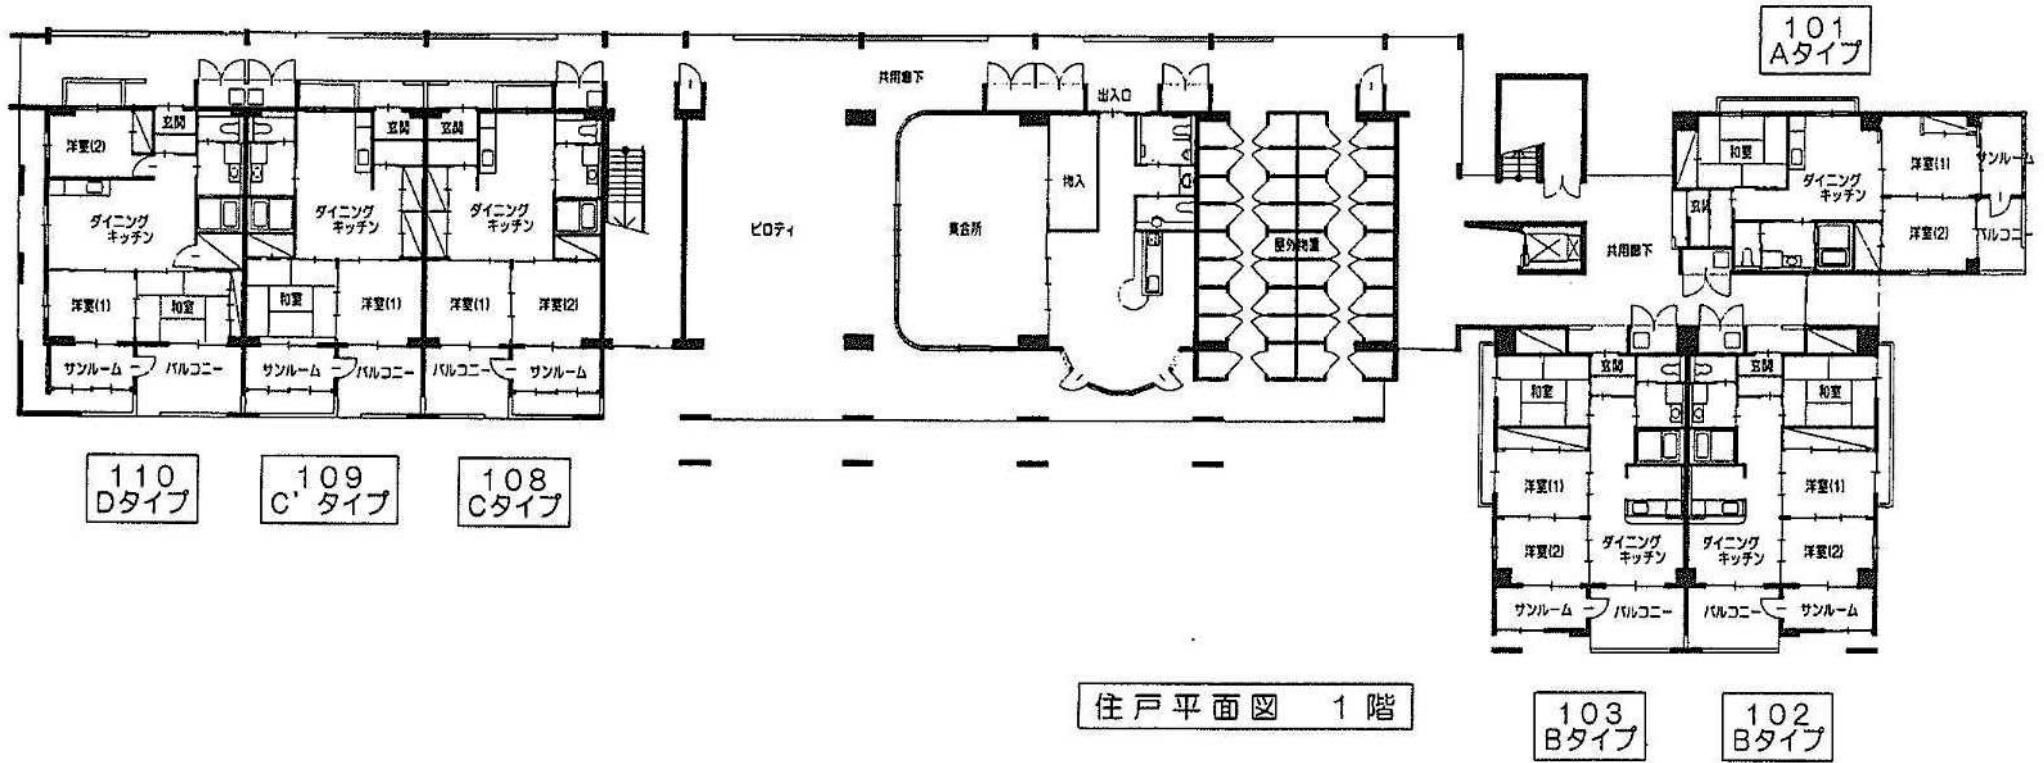 101
Aタイプ
共用廊下
出入口
玄関
玄関
玄関
洋室(2)
和室
洋室(1)
サンルーム
物入
ダイニング
キッチン
玄関
ダイニング
キッチン
ダイニング
キッチン
ダイニング
キッチン
ピロティ
集会所
屋外物置
共用廊下
洋室(2)
バルコニー
洋室(1)
和室
和室
洋室(1)
洋室(1)
洋室(2)
サンルーム
バルコニー
サンルーム
バルコニー
バルコニー
サンルーム
玄関
玄関
和室
和室
110
Dタイプ
109
C'タイプ
108
Cタイプ
洋室(1)
洋室(1)
洋室(2)
ダイニング
キッチン
ダイニング
キッチン
洋室(2)
サンルーム
バルコニー
バルコニー
サンルーム
住戸平面図 1階
103
Bタイプ
102
Bタイプ